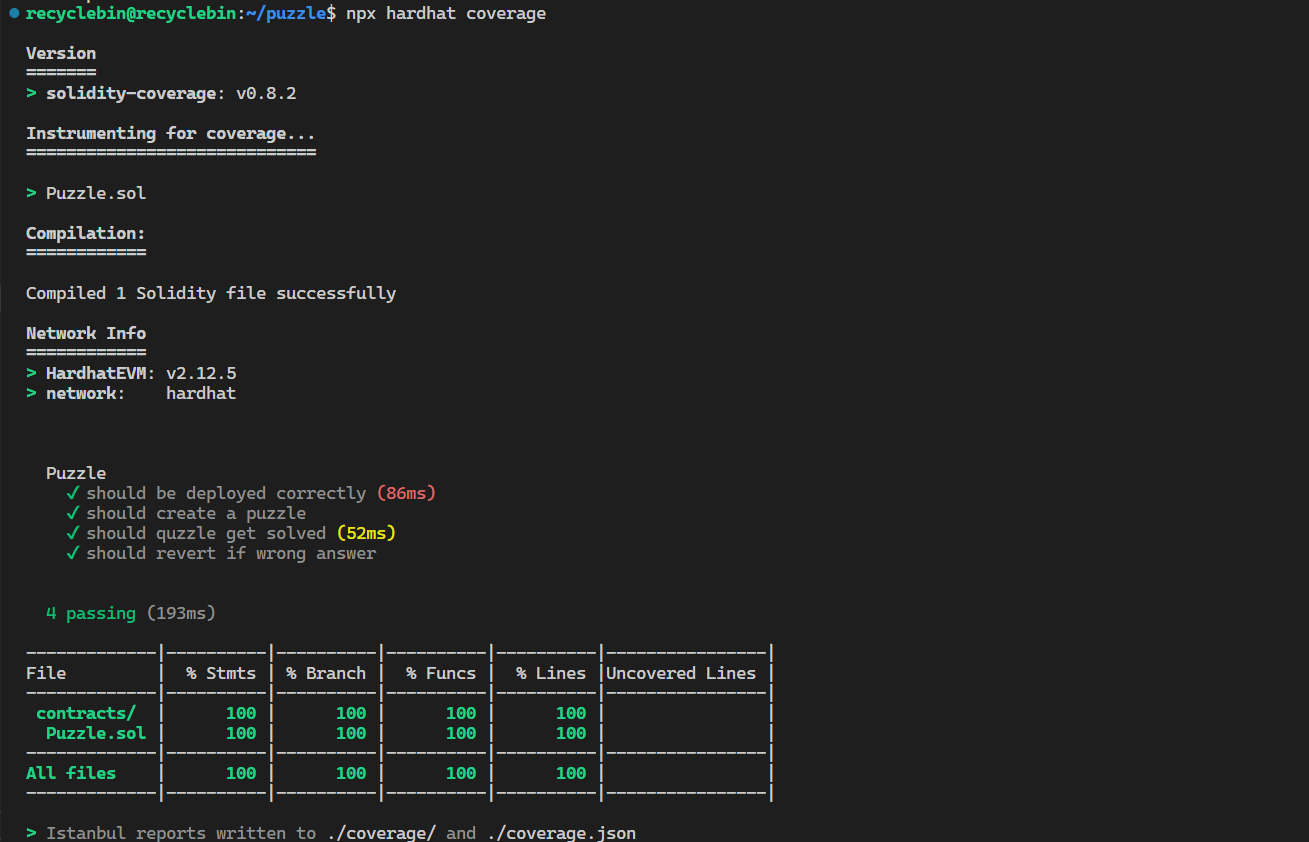 recyclebin@recyclebin:~/puzzle$ npx hardhat coverage
Version
=======
> solidity-coverage: v0.8.2
Instrumenting for coverage...
=============================
> Puzzle.sol
Compilation:
============
Compiled 1 Solidity file successfully
Network Info
============
> HardhatEVM: v2.12.5
> network:    hardhat
Puzzle
✓ should be deployed correctly (86ms)
✓ should create a puzzle
✓ should quzzle get solved (52ms)
✓ should revert if wrong answer
4 passing (193ms)
-------------|----------|----------|----------|----------|----------------|
File         |  % Stmts | % Branch |  % Funcs |  % Lines |Uncovered Lines |
-------------|----------|----------|----------|----------|----------------|
 contracts/  |      100 |      100 |      100 |      100 |                |
  Puzzle.sol |      100 |      100 |      100 |      100 |                |
-------------|----------|----------|----------|----------|----------------|
All files    |      100 |      100 |      100 |      100 |                |
-------------|----------|----------|----------|----------|----------------|
> Istanbul reports written to ./coverage/ and ./coverage.json